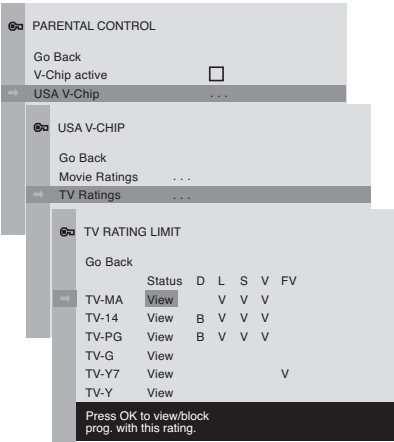 PARENTAL CONTROL
Go Back
V-Chip active
USA V-Chip . . .
USA V-CHIP
Go Back
Movie Ratings . . .
TV Ratings . . .
TV RATING LIMIT
Go Back
Status D L S V FV
TV-MA View V V V
TV-14 View B V V V
TV-PG View B V V V
TV-G View
TV-Y7 View V
TV-Y View
Press OK to view/block
prog. with this rating.